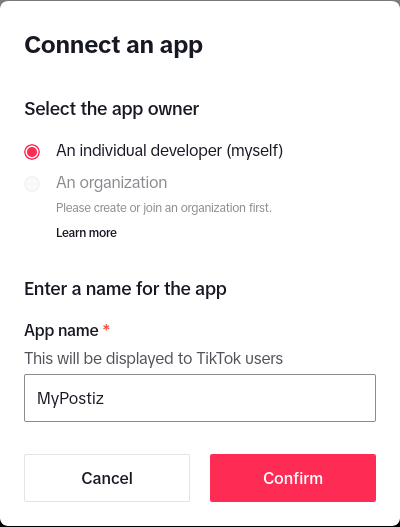 Connect an app
Select the app owner
An individual developer (myself)
An organization
Please create or join an organization first.
Learn more
Enter a name for the app
App name *
This will be displayed to TikTok users
MyPostiz
Cancel
Confirm